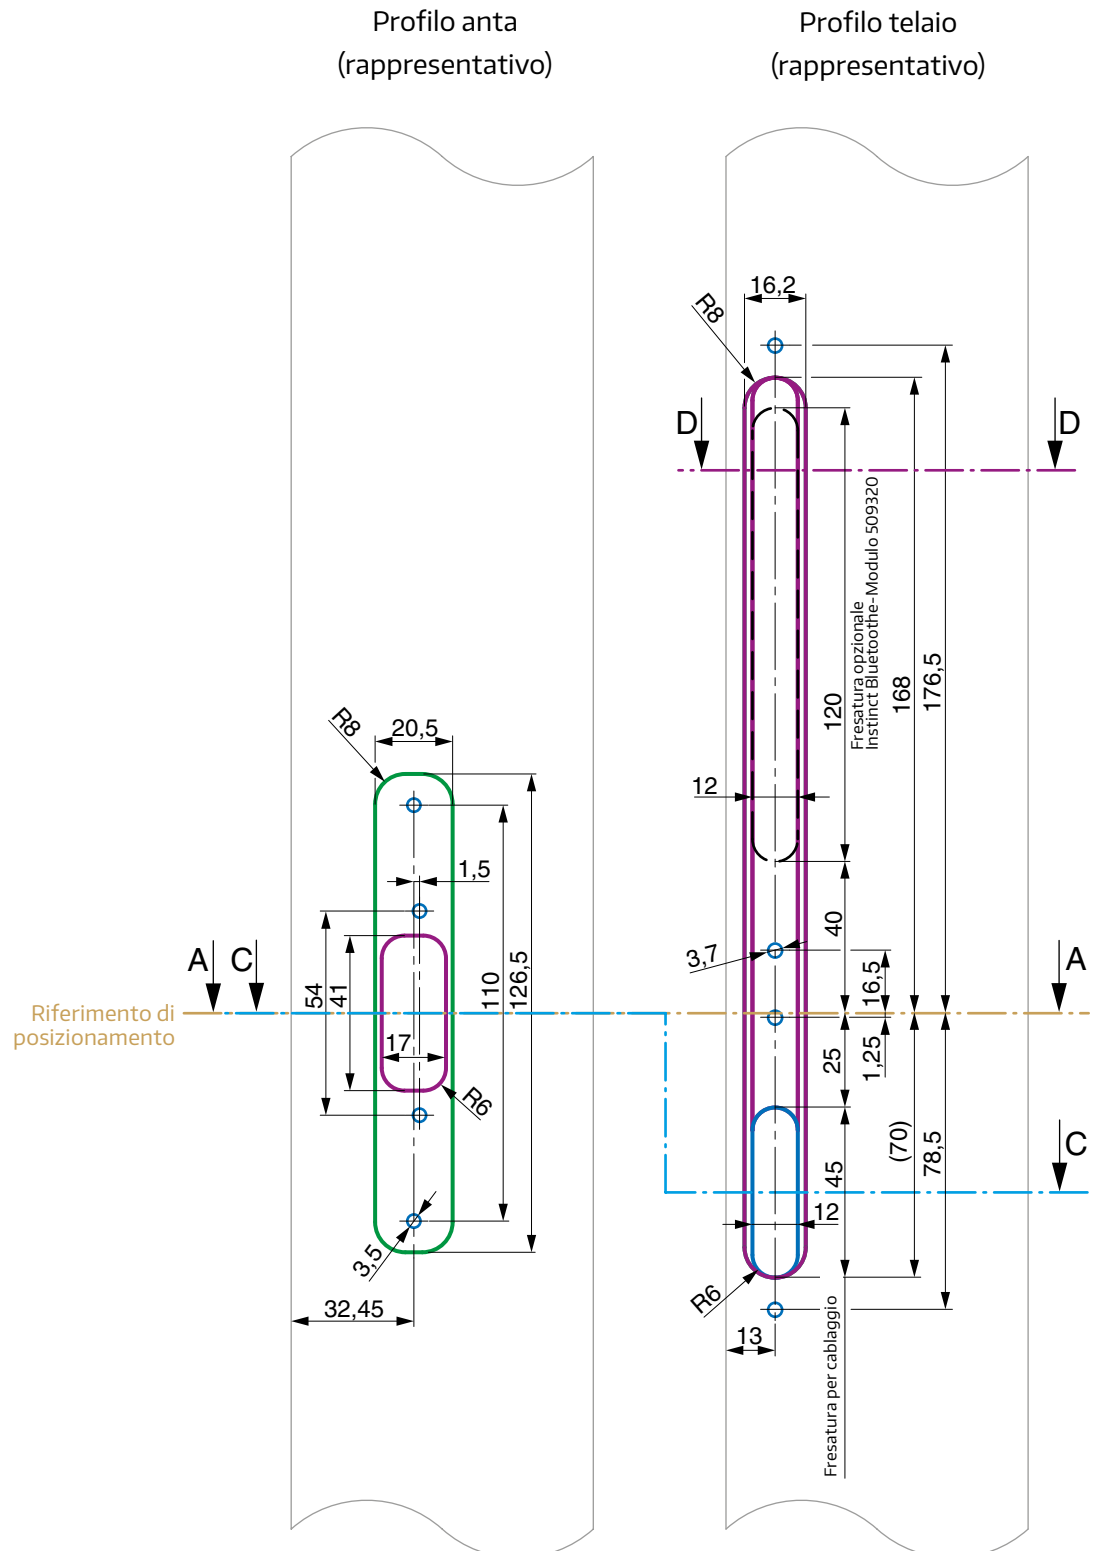 Profilo anta
(rappresentativo)
Profilo telaio
(rappresentativo)
16,2
R8
D
D
Fresatura opzionale
Instinct Bluetoothe-Modulo 509320
120
168
176,5
12
R8
20,5
1,5
40
3,7
16,5
A
C
A
54
41
110
126,5
Riferimento di
posizionamento
17
25
1,25
R6
(70)
78,5
C
45
12
3,5
R6
32,45
13
Fresatura per cablaggio